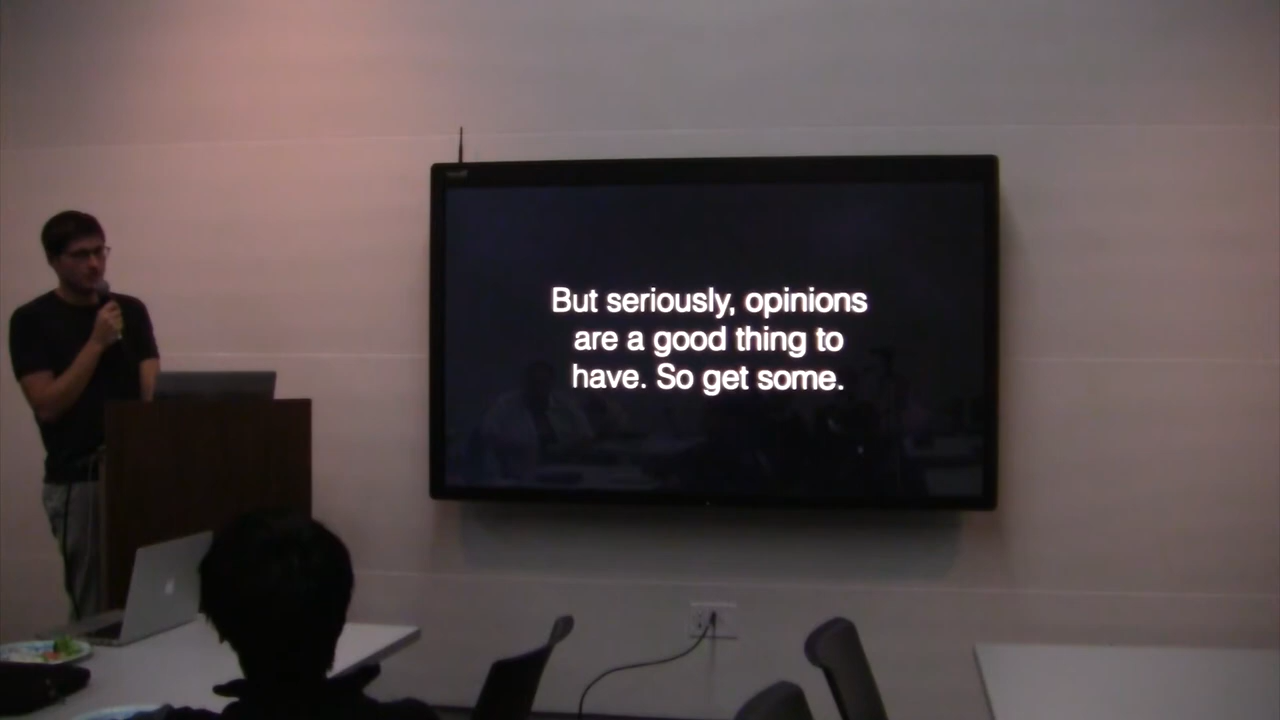 But seriously, opinions
are a good thing to
have. So get some.